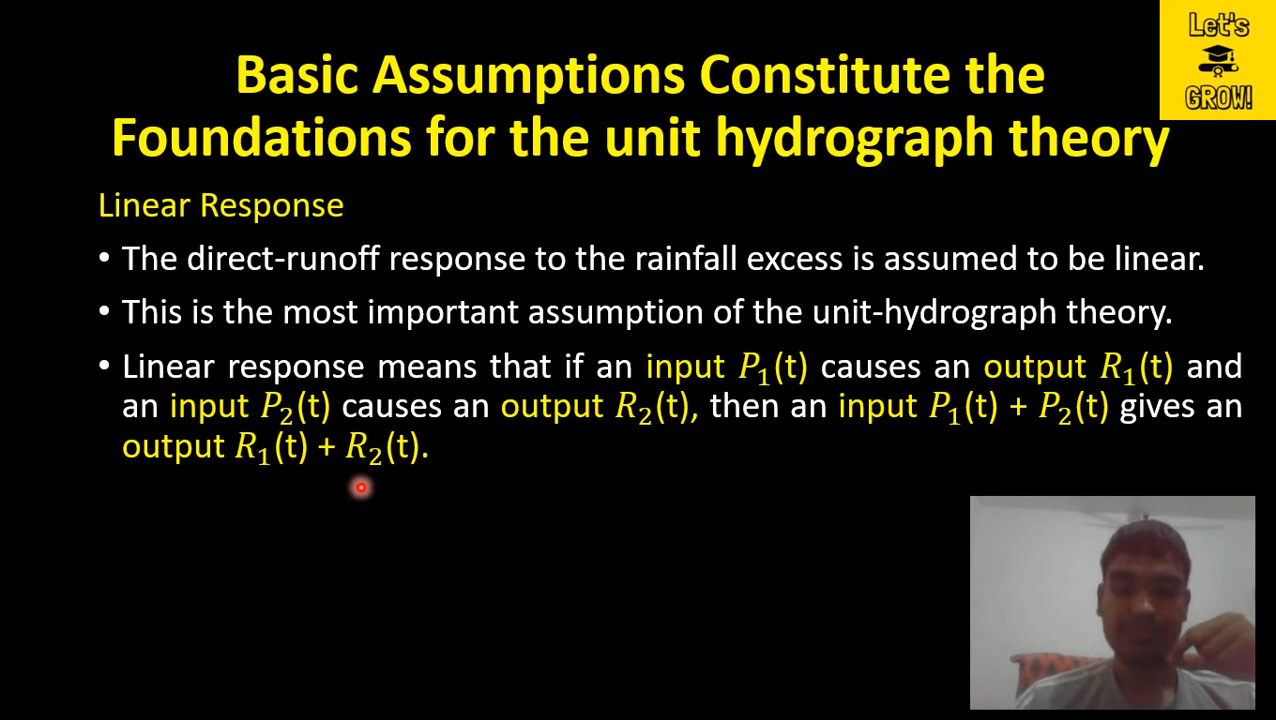 Let's
GROW!
Basic Assumptions Constitute the
Foundations for the unit hydrograph theory
Linear Response
• The direct-runoff response to the rainfall excess is assumed to be linear.
• This is the most important assumption of the unit-hydrograph theory.
• Linear response means that if an input P₁(t) causes an output R₁(t) and
an input P₂(t) causes an output R₂(t), then an input P₁(t) + P₂(t) gives an
output R₁(t) + R₂(t).